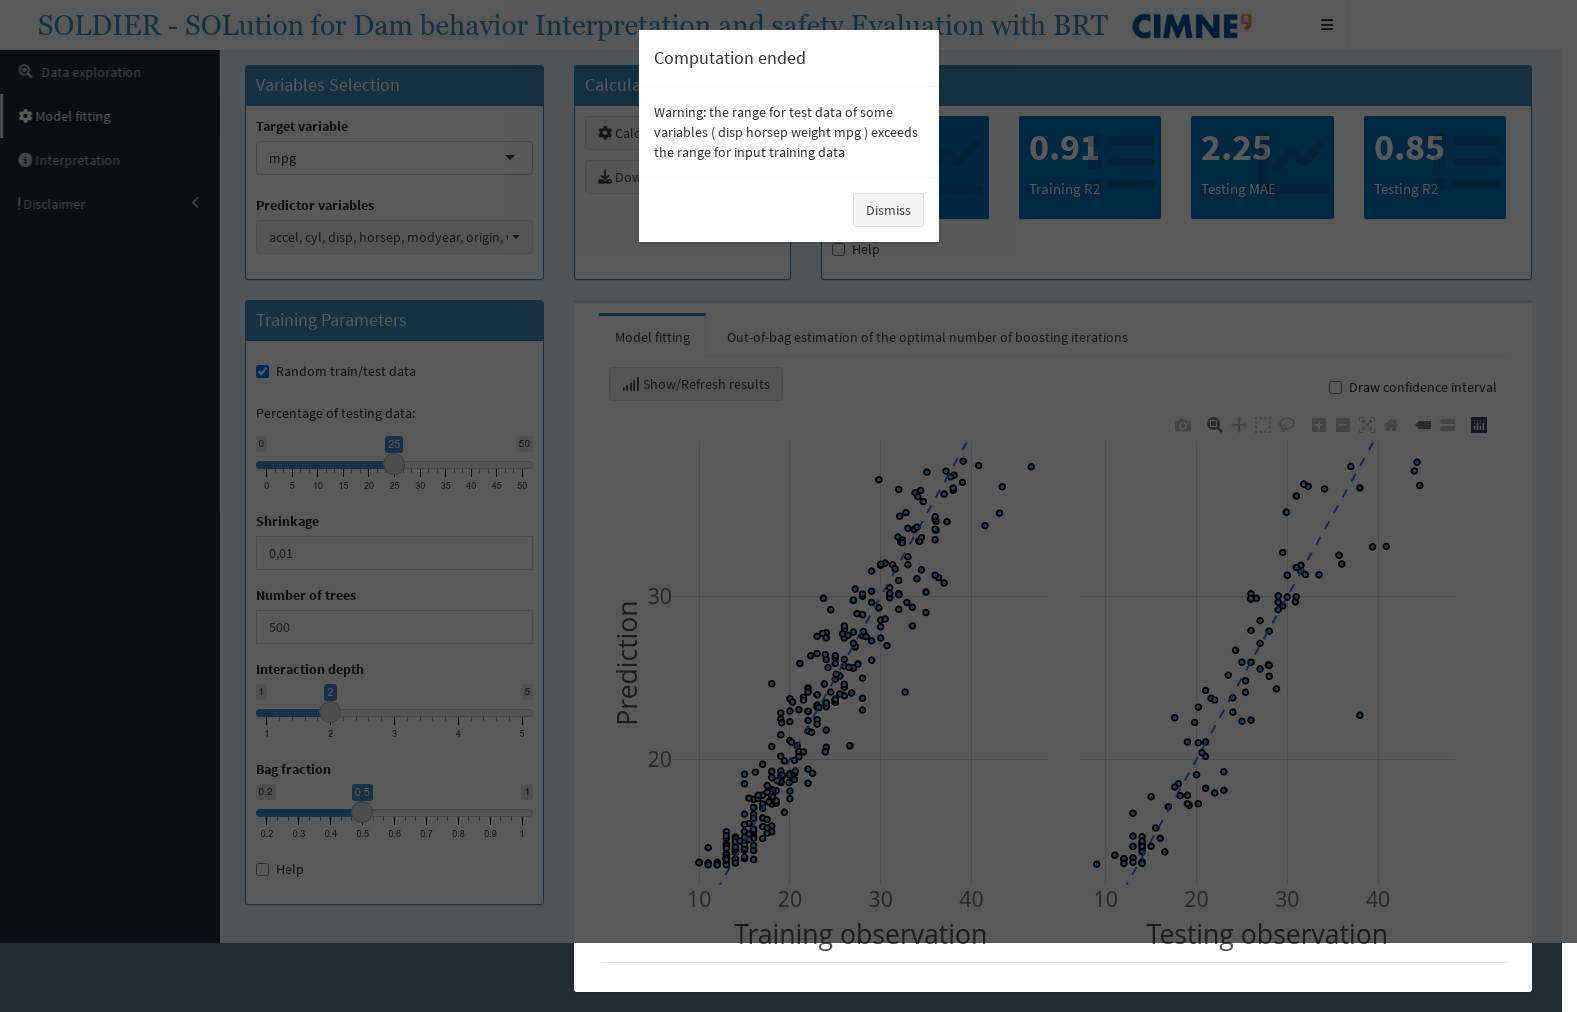 SOLDIER - SOLution for Dam behavior Interpretation and safety Evaluation with BRT
CIMNE
Data exploration
Model fitting
Interpretation
! Disclaimer
Variables Selection
Target variable
mpg
Predictor variables
accel, cyl, disp, horsep, modyear, origin,
Computation ended
Warning: the range for test data of some
variables ( disp horsep weight mpg ) exceeds
the range for input training data
Dismiss
0.91
Training R2
2.25
Testing MAE
0.85
Testing R2
Help
Training Parameters
Random train/test data
Percentage of testing data:
0 25 50
0 5 10 15 20 25 30 35 40 45 50
Shrinkage
0,01
Number of trees
500
Interaction depth
1 2 5
1 2 3 4 5
Bag fraction
0.2 0.5 1
0.2 0.3 0.4 0.5 0.6 0.7 0.8 0.9 1
Help
Model fitting
Out-of-bag estimation of the optimal number of boosting iterations
Show/Refresh results
Draw confidence interval
Prediction
30
20
10 20 30 40
10 20 30 40
Training observation
Testing observation